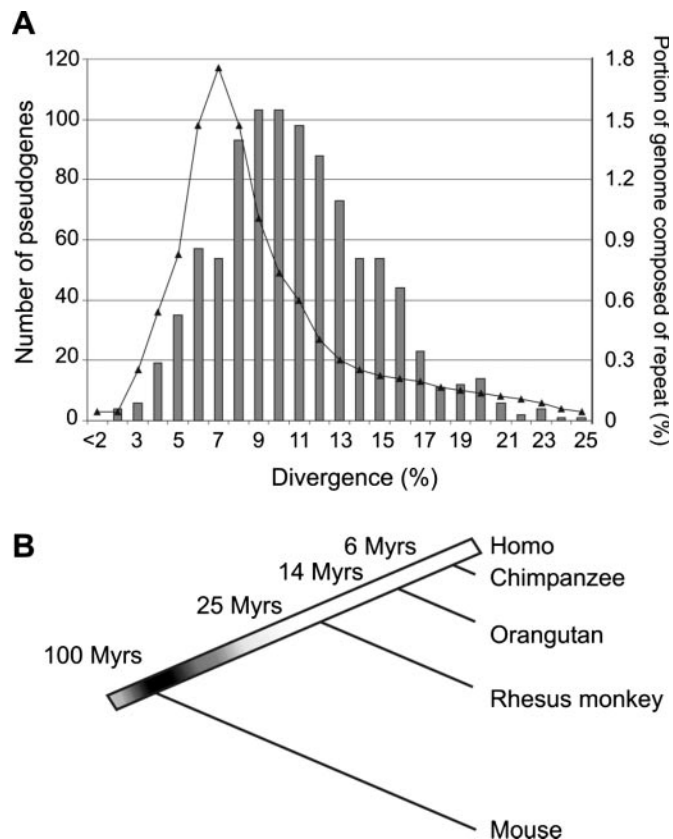 A
120
100
80
60
40
20
0
Number of pseudogenes
1.8
1.5
1.2
0.9
0.6
0.3
0
Portion of genome composed of repeat (%)
<2 3 5 7 9 11 13 15 17 19 21 23 25
Divergence (%)
B
6 Myrs
14 Myrs
25 Myrs
100 Myrs
Homo
Chimpanzee
Orangutan
Rhesus monkey
Mouse